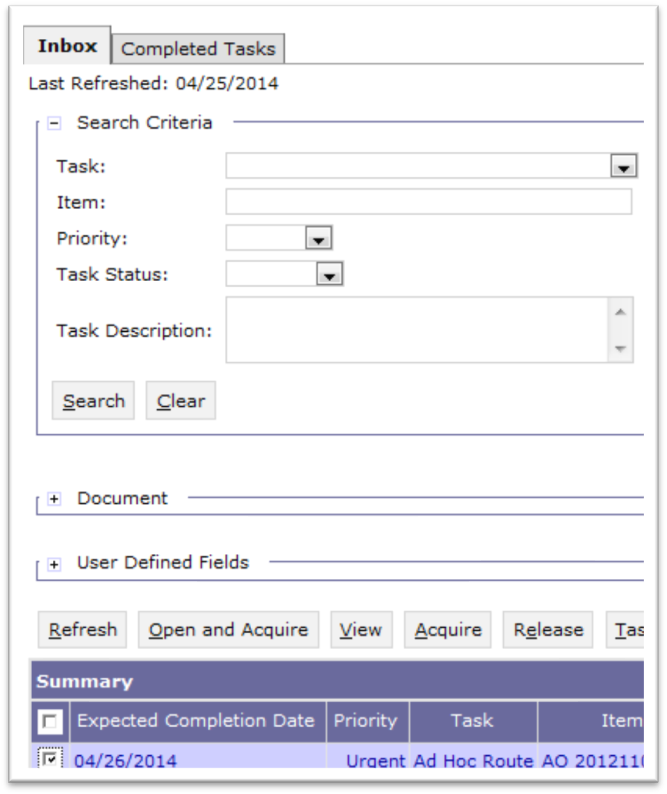 Inbox Completed Tasks
Last Refreshed: 04/25/2014
Search Criteria
Task:
Item:
Priority:
Task Status:
Task Description:
Search Clear
Document
User Defined Fields
Refresh Open and Acquire View Acquire Release Tas
Summary
Expected Completion Date Priority Task Item
04/26/2014 Urgent Ad Hoc Route AO 2012110